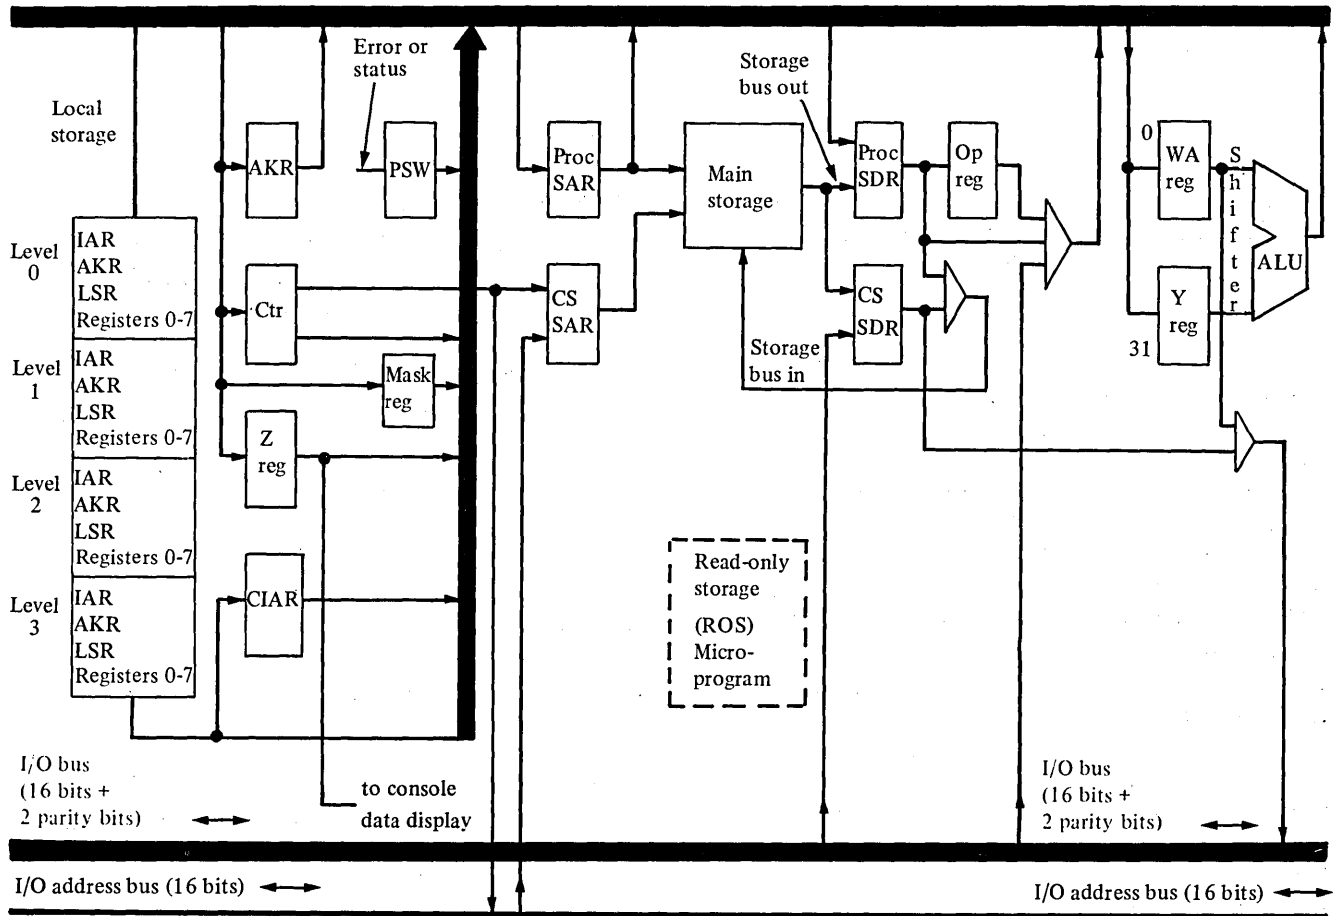 Error or
status
Local
storage
AKR
PSW
Proc
SAR
Main
storage
Storage
bus out
Proc
SDR
Op
reg
0
WA
reg
Shifter
ALU
Level
0
IAR
AKR
LSR
Registers 0-7
Ctr
CS
SAR
CS
SDR
Y
reg
31
Storage
bus in
Level
1
IAR
AKR
LSR
Registers 0-7
Mask
reg
Z
reg
Level
2
IAR
AKR
LSR
Registers 0-7
Level
3
IAR
AKR
LSR
Registers 0-7
CIAR
Read-only
storage
(ROS)
Micro-
program
I/O bus
(16 bits +
2 parity bits)
to console
data display
I/O bus
(16 bits +
2 parity bits)
I/O address bus (16 bits)
I/O address bus (16 bits)